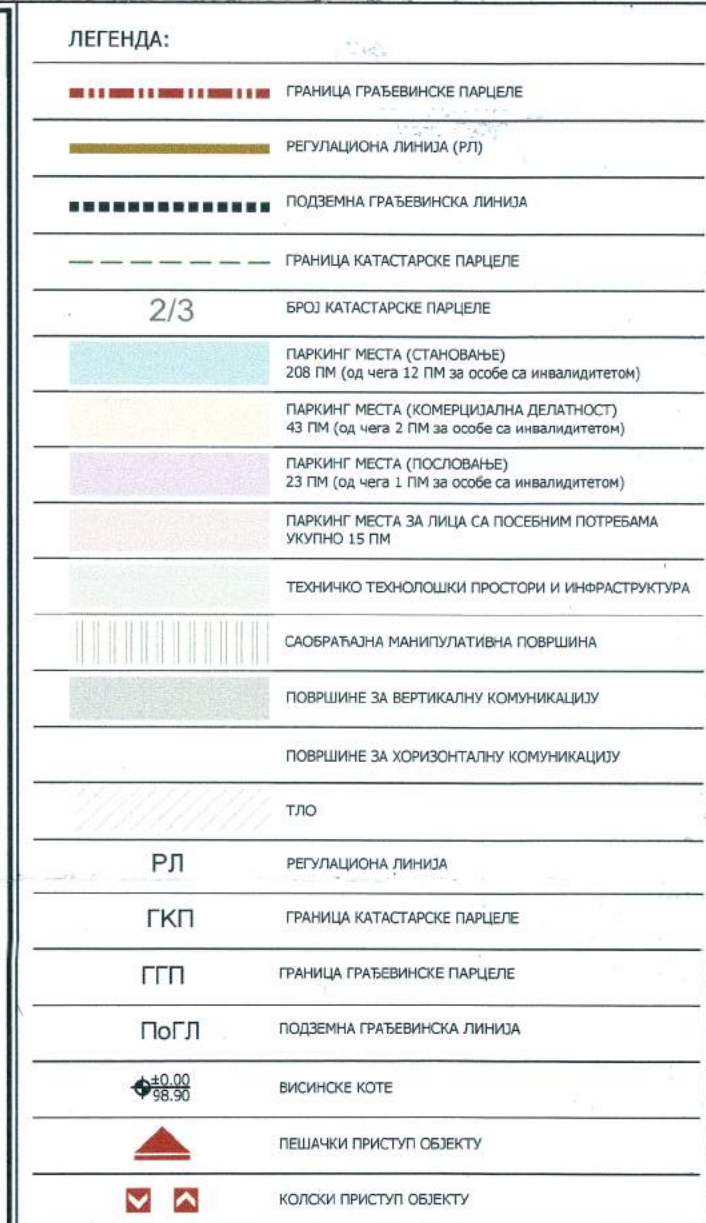 ЛЕГЕНДА:
ГРАНИЦА ГРАЂЕВИНСКЕ ПАРЦЕЛЕ
РЕГУЛАЦИОНА ЛИНИЈА (РЛ)
ПОДЗЕМНА ГРАЂЕВИНСКА ЛИНИЈА
ГРАНИЦА КАТАСТАРСКЕ ПАРЦЕЛЕ
2/3 БРОЈ КАТАСТАРСКЕ ПАРЦЕЛЕ
ПАРКИНГ МЕСТА (СТАНОВАЊЕ)
208 ПМ (од чега 12 ПМ за особе са инвалидитетом)
ПАРКИНГ МЕСТА (КОМЕРЦИЈАЛНА ДЕЛАТНОСТ)
43 ПМ (од чега 2 ПМ за особе са инвалидитетом)
ПАРКИНГ МЕСТА (ПОСЛОВАЊЕ)
23 ПМ (од чега 1 ПМ за особе са инвалидитетом)
ПАРКИНГ МЕСТА ЗА ЛИЦА СА ПОСЕБНИМ ПОТРЕБАМА
УКУПНО 15 ПМ
ТЕХНИЧКО ТЕХНОЛОШКИ ПРОСТОРИ И ИНФРАСТРУКТУРА
САОБРАЋАЈНА МАНИПУЛАТИВНА ПОВРШИНА
ПОВРШИНЕ ЗА ВЕРТИКАЛНУ КОМУНИКАЦИЈУ
ПОВРШИНЕ ЗА ХОРИЗОНТАЛНУ КОМУНИКАЦИЈУ
ТЛО
РЛ РЕГУЛАЦИОНА ЛИНИЈА
ГКП ГРАНИЦА КАТАСТАРСКЕ ПАРЦЕЛЕ
ГГП ГРАНИЦА ГРАЂЕВИНСКЕ ПАРЦЕЛЕ
ПоГЛ ПОДЗЕМНА ГРАЂЕВИНСКА ЛИНИЈА
±0.00
98.90 ВИСИНСКЕ КОТЕ
ПЕШАЧКИ ПРИСТУП ОБЈЕКТУ
КОЛСКИ ПРИСТУП ОБЈЕКТУ